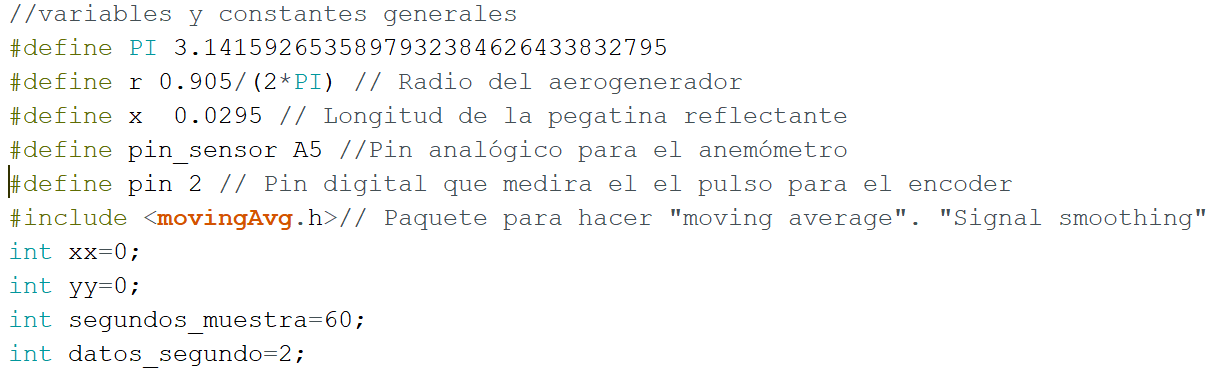 //variables y constantes generales
#define PI 3.1415926535897932384626433832795
#define r 0.905/(2*PI) // Radio del aerogenerador
#define x  0.0295 // Longitud de la pegatina reflectante
#define pin_sensor A5 //Pin analógico para el anemómetro
#define pin 2 // Pin digital que medira el el pulso para el encoder
#include <movingAvg.h>// Paquete para hacer "moving average". "Signal smoothing"
int xx=0;
int yy=0;
int segundos_muestra=60;
int datos_segundo=2;